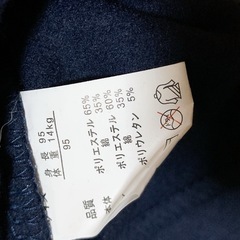 身長 95
体重 14kg
95
品質 ポリエステル 65%
綿 35%
本体 ポリエステル 60%
綿 35%
ポリウレタン 5%